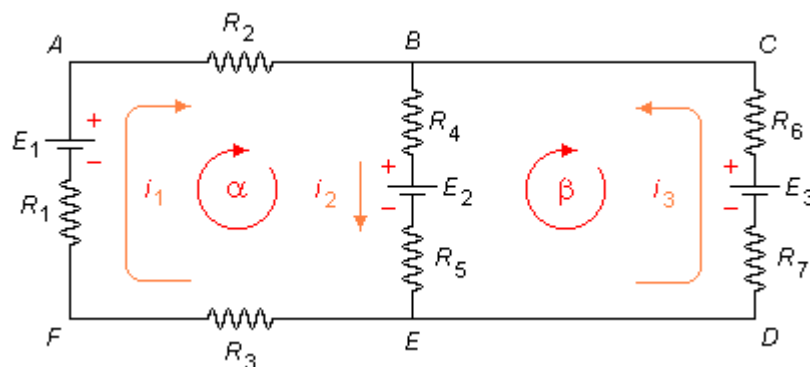 A
R2
B
C
E1
+
−
R1
i1
α
i2
R4
+
−
E2
R5
β
i3
R6
+
−
E3
R7
F
R3
E
D